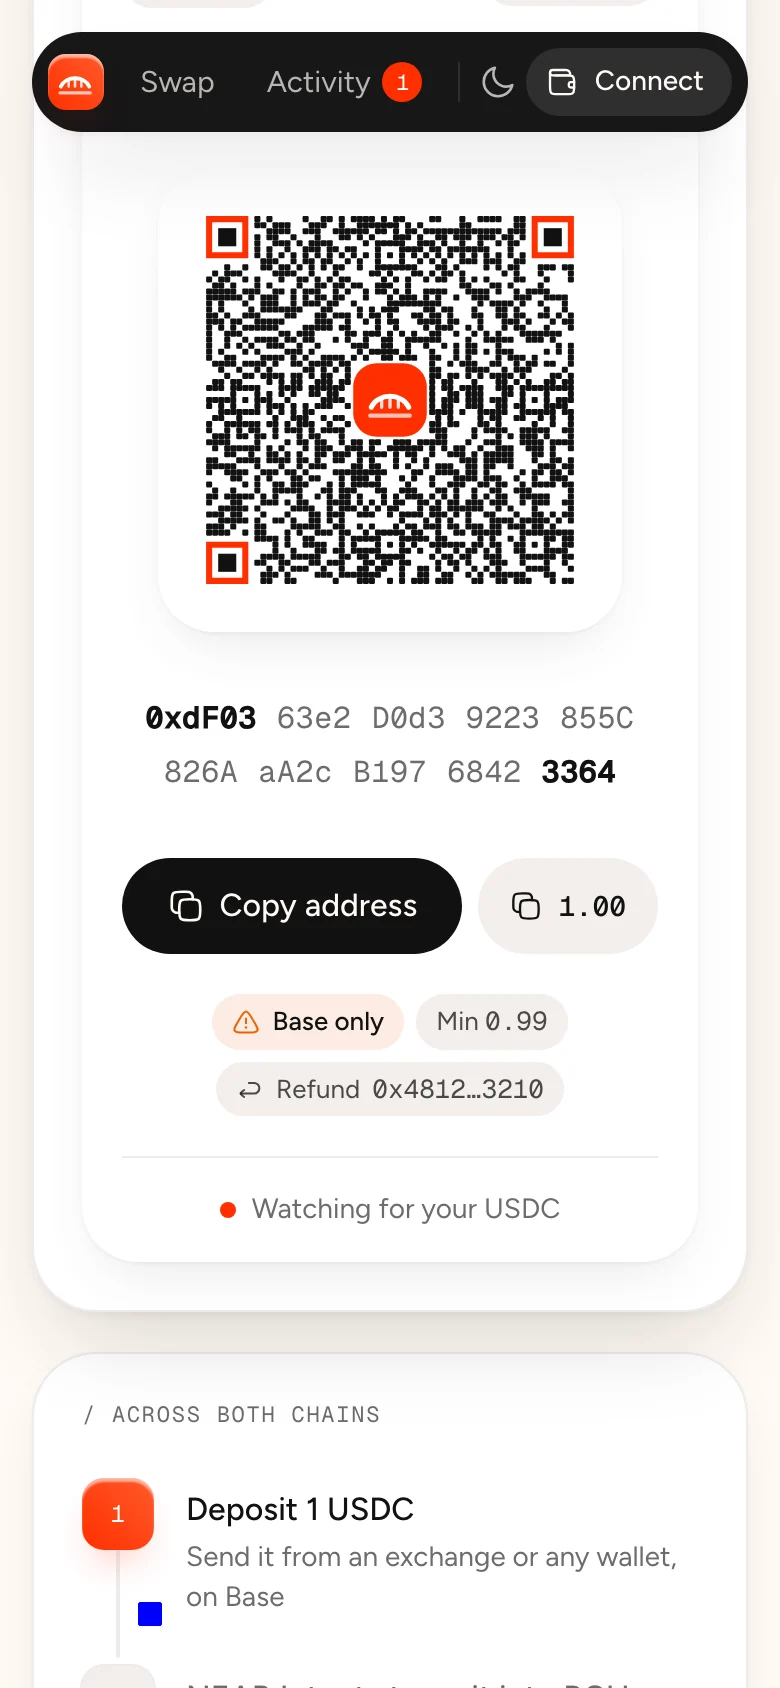 Swap Activity 1 Connect
0xdF03 63e2 D0d3 9223 855C
826A aA2c B197 6842 3364
Copy address 1.00
Base only Min 0.99
Refund 0x4812…3210
Watching for your USDC
/ ACROSS BOTH CHAINS
1 Deposit 1 USDC
Send it from an exchange or any wallet,
on Base